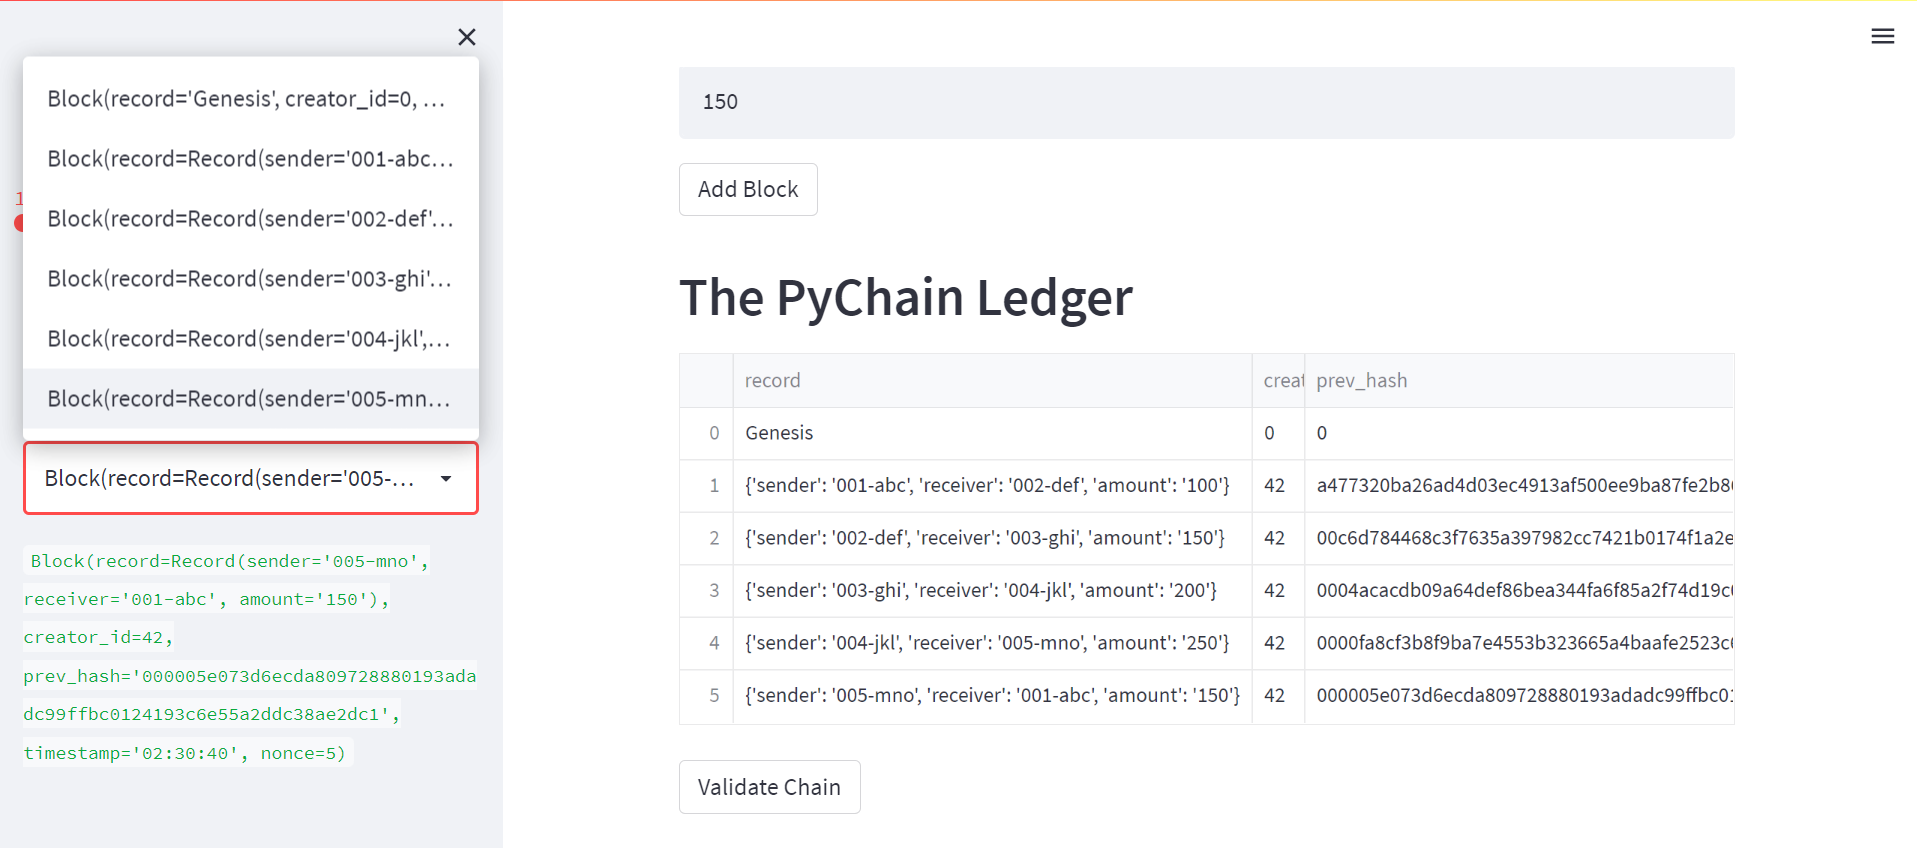 Block(record='Genesis', creator_id=0, ...
Block(record=Record(sender='001-abc...
Block(record=Record(sender='002-def'...
Block(record=Record(sender='003-ghi'...
Block(record=Record(sender='004-jkl',...
Block(record=Record(sender='005-mn...
1
Block(record=Record(sender='005-...
Block(record=Record(sender='005-mno',
receiver='001-abc', amount='150'),
creator_id=42,
prev_hash='000005e073d6ecda809728880193ada
dc99ffbc0124193c6e55a2ddc38ae2dc1',
timestamp='02:30:40', nonce=5)
150
Add Block
The PyChain Ledger
record creat prev_hash
0 Genesis 0 0
1 {'sender': '001-abc', 'receiver': '002-def', 'amount': '100'} 42 a477320ba26ad4d03ec4913af500ee9ba87fe2b8
2 {'sender': '002-def', 'receiver': '003-ghi', 'amount': '150'} 42 00c6d784468c3f7635a397982cc7421b0174f1a2e
3 {'sender': '003-ghi', 'receiver': '004-jkl', 'amount': '200'} 42 0004acacdb09a64def86bea344fa6f85a2f74d19c
4 {'sender': '004-jkl', 'receiver': '005-mno', 'amount': '250'} 42 0000fa8cf3b8f9ba7e4553b323665a4baafe2523c
5 {'sender': '005-mno', 'receiver': '001-abc', 'amount': '150'} 42 000005e073d6ecda809728880193adadc99ffbc01
Validate Chain